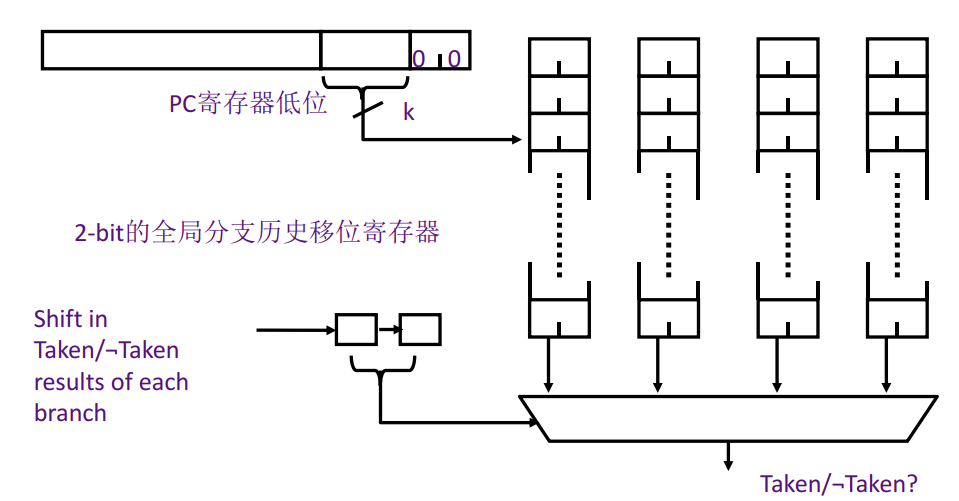 0 0
PC寄存器低位
k
2-bit的全局分支历史移位寄存器
Shift in
Taken/¬Taken
results of each
branch
Taken/¬Taken?